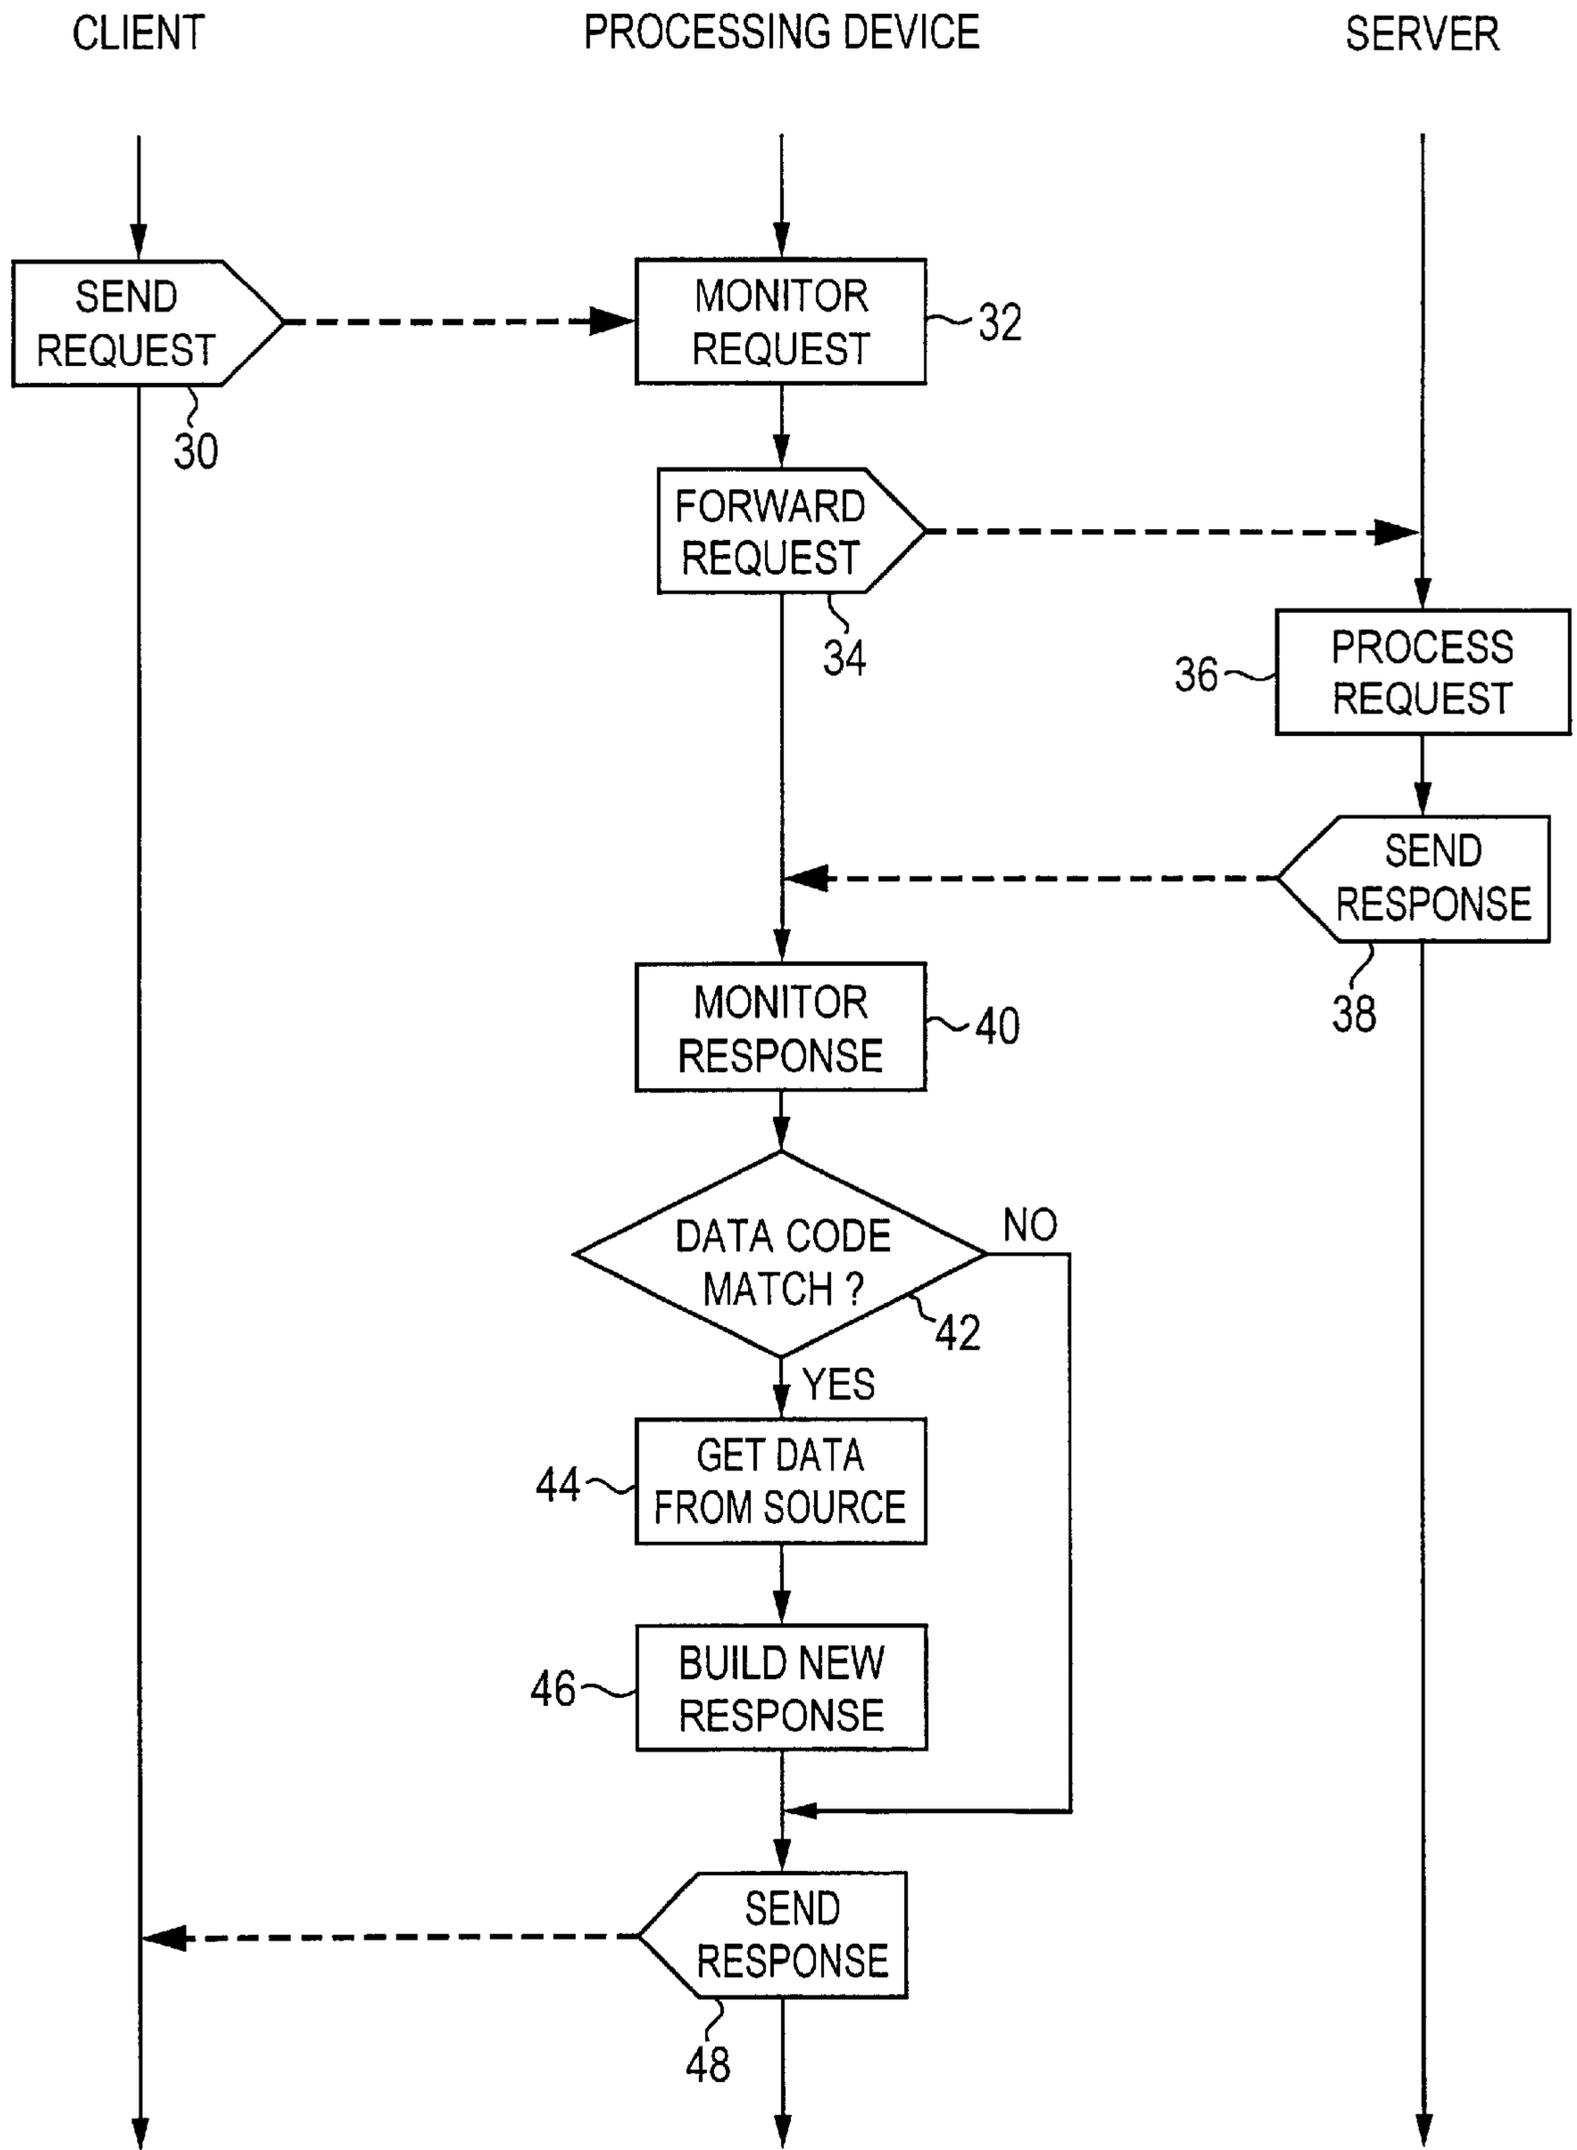 CLIENT
PROCESSING DEVICE
SERVER
SEND
REQUEST
30
MONITOR
REQUEST
32
FORWARD
REQUEST
34
PROCESS
REQUEST
36
SEND
RESPONSE
38
MONITOR
RESPONSE
40
DATA CODE
MATCH ?
42
NO
YES
GET DATA
FROM SOURCE
44
BUILD NEW
RESPONSE
46
SEND
RESPONSE
48